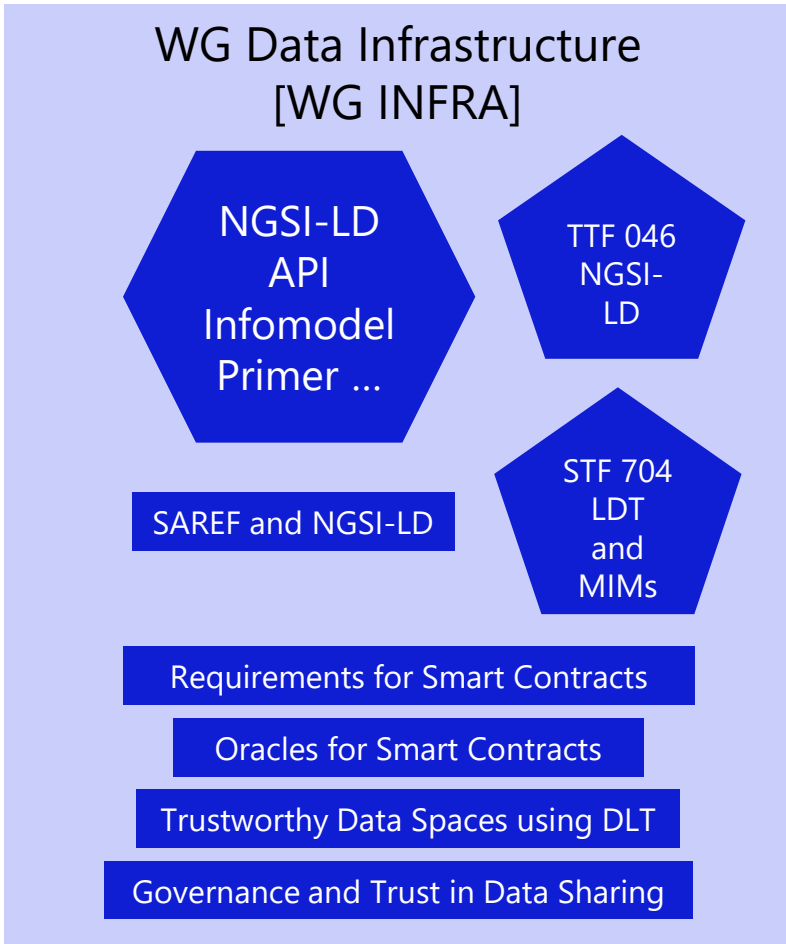 WG Data Infrastructure
[WG INFRA]
NGSI-LD
API
Infomodel
Primer ...
TTF 046
NGSI-
LD
SAREF and NGSI-LD
STF 704
LDT
and
MIMs
Requirements for Smart Contracts
Oracles for Smart Contracts
Trustworthy Data Spaces using DLT
Governance and Trust in Data Sharing